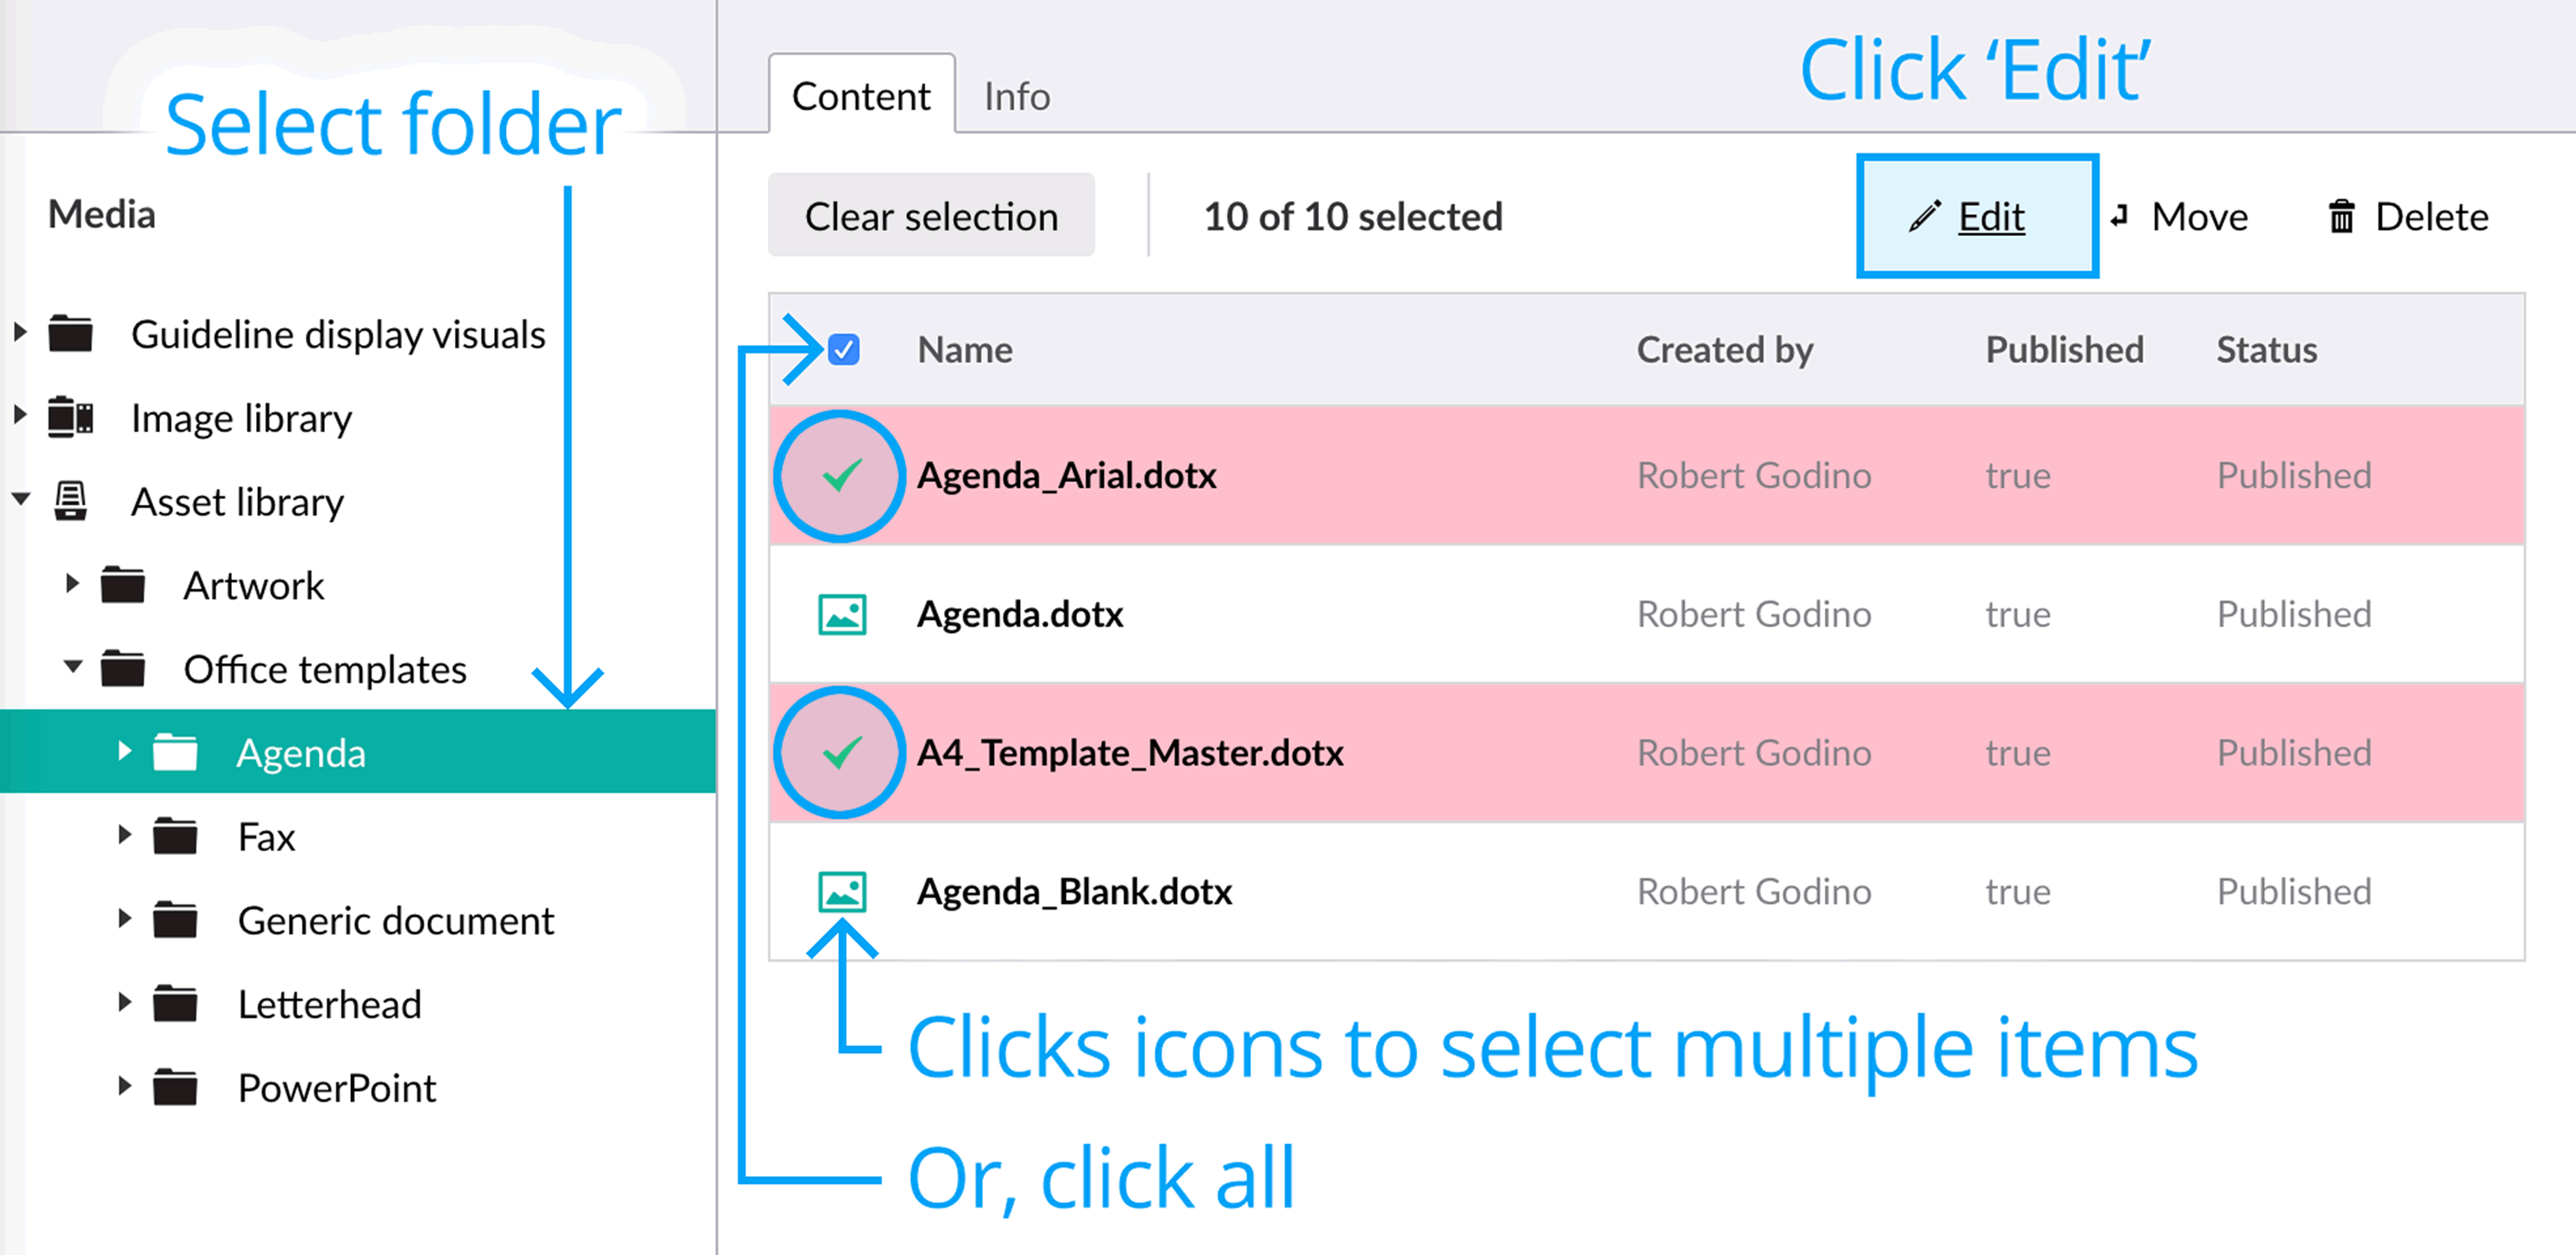 Select folder
Media
Guideline display visuals
Image library
Asset library
Artwork
Office templates
Agenda
Fax
Generic document
Letterhead
PowerPoint
Content Info
Click ‘Edit’
Clear selection 10 of 10 selected Edit Move Delete
Name Created by Published Status
Agenda_Arial.dotx Robert Godino true Published
Agenda.dotx Robert Godino true Published
A4_Template_Master.dotx Robert Godino true Published
Agenda_Blank.dotx Robert Godino true Published
Clicks icons to select multiple items
Or, click all